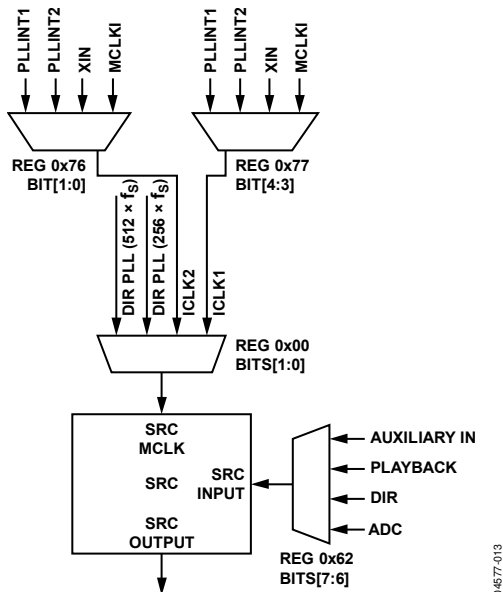 PLLINT1
PLLINT2
XIN
MCLKI
PLLINT1
PLLINT2
XIN
MCLKI
REG 0x76
BIT[1:0]
REG 0x77
BIT[4:3]
DIR PLL (512 × fS)
DIR PLL (256 × fS)
ICLK2
ICLK1
REG 0x00
BITS[1:0]
SRC
MCLK
SRC
SRC
INPUT
SRC
OUTPUT
AUXILIARY IN
PLAYBACK
DIR
ADC
REG 0x62
BITS[7:6]
04577-013